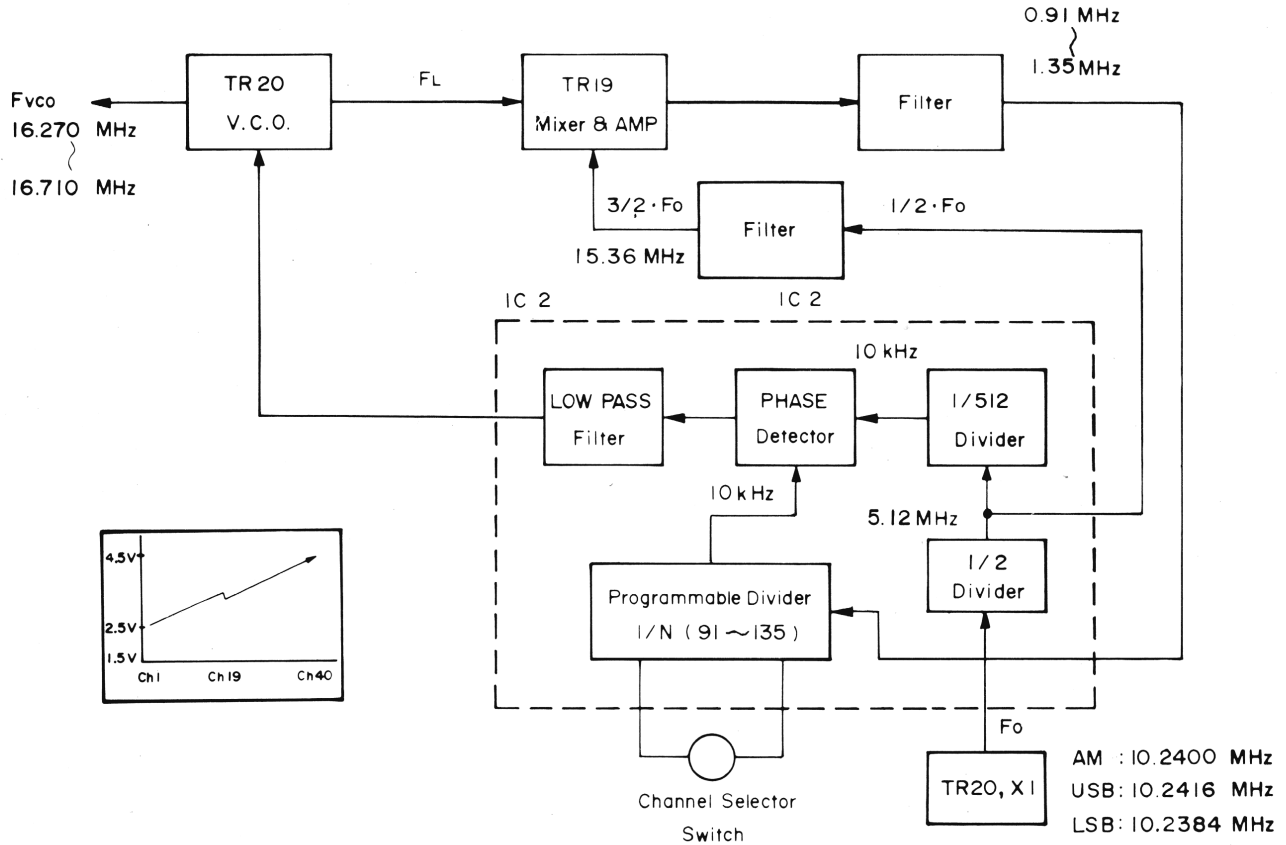 0.91 MHz
1.35 MHz
Fvco
16.270 MHz
16.710 MHz
TR 20
V.C.O.
FL
TR19
Mixer & AMP
Filter
3/2・Fo
15.36 MHz
Filter
1/2・Fo
IC 2
IC 2
10 kHz
LOW PASS
Filter
PHASE
Detector
1/512
Divider
10 kHz
5.12 MHz
1/2
Divider
Programmable Divider
1/N ( 91 ~ 135 )
4.5V
2.5V
1.5V
Ch1
Ch19
Ch40
Channel Selector
Switch
Fo
TR20, X1
AM : 10.2400 MHz
USB: 10.2416 MHz
LSB: 10.2384 MHz